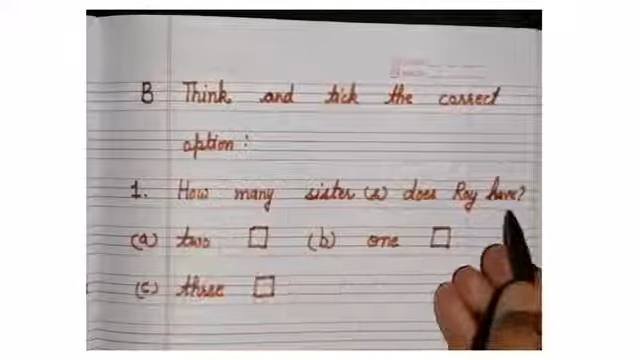 B Think and tick the correct
option :
1. How many sister (s) does Roy have?
(a) two (b) one
(c) three